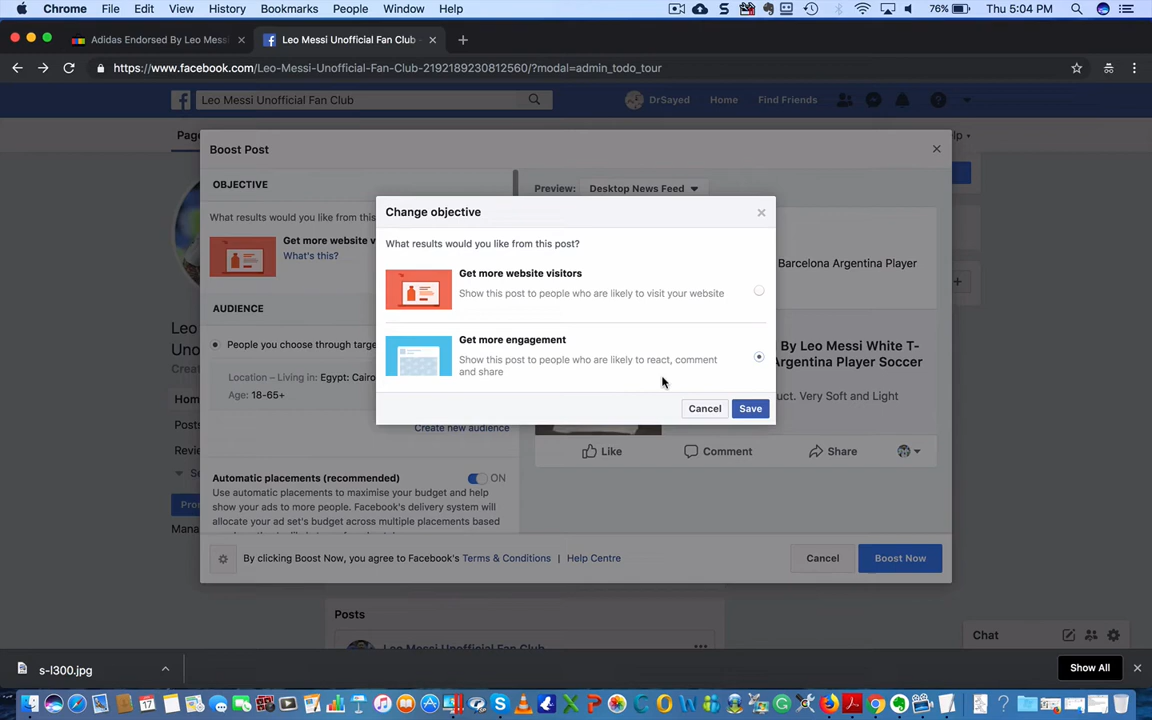 Chrome File Edit View History Bookmarks People Window Help 76% Thu 5:04 PM
Adidas Endorsed By Leo Messi Leo Messi Unofficial Fan Club -
https://www.facebook.com/Leo-Messi-Unofficial-Fan-Club-2192189230812560/?modal=admin_todo_tour
Leo Messi Unofficial Fan Club DrSayed Home Find Friends
Boost Post
OBJECTIVE
Preview: Desktop News Feed
What results would you like from this
Get more website v
What's this?
Change objective
What results would you like from this post?
Get more website visitors
Show this post to people who are likely to visit your website
Get more engagement
Show this post to people who are likely to react, comment
and share
Cancel Save
Barcelona Argentina Player
By Leo Messi White T-
Argentina Player Soccer
uct. Very Soft and Light
AUDIENCE
People you choose through targe
Location – Living in: Egypt: Cairo
Age: 18-65+
Create new audience
Leo
Uno
Crea
Hom
Posts
Revie
Se
Pro
Mana
Automatic placements (recommended) ON
Use automatic placements to maximise your budget and help
show your ads to more people. Facebook's delivery system will
allocate your ad set's budget across multiple placements based
Like Comment Share
By clicking Boost Now, you agree to Facebook's Terms & Conditions | Help Centre
Cancel Boost Now
Posts
Leo Messi Unofficial Fan Club
Chat
s-l300.jpg
Show All
17